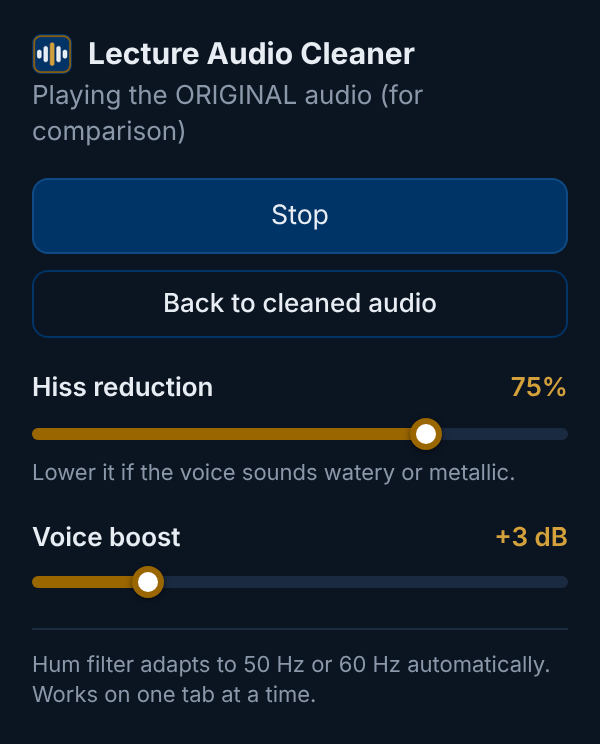 Lecture Audio Cleaner
Playing the ORIGINAL audio (for
comparison)
Stop
Back to cleaned audio
Hiss reduction 75%
Lower it if the voice sounds watery or metallic.
Voice boost +3 dB
Hum filter adapts to 50 Hz or 60 Hz automatically.
Works on one tab at a time.